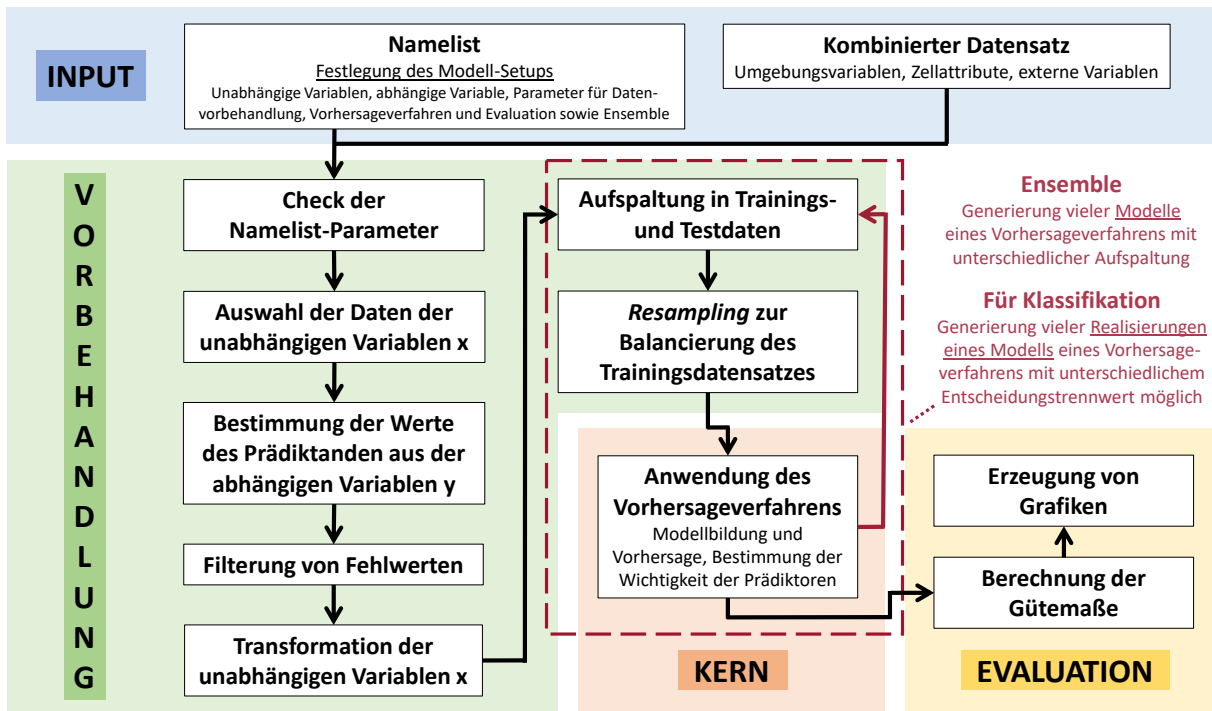 INPUT
Namelist
Festlegung des Modell-Setups
Unabhängige Variablen, abhängige Variable, Parameter für Daten-
vorbehandlung, Vorhersageverfahren und Evaluation sowie Ensemble
Kombinierter Datensatz
Umgebungsvariablen, Zellattribute, externe Variablen
VORBEHANDLUNG
Check der
Namelist-Parameter
Auswahl der Daten der
unabhängigen Variablen x
Bestimmung der Werte
des Prädiktanden aus der
abhängigen Variablen y
Filterung von Fehlwerten
Transformation der
unabhängigen Variablen x
Aufspaltung in Trainings-
und Testdaten
Resampling zur
Balancierung des
Trainingsdatensatzes
Anwendung des
Vorhersageverfahrens
Modellbildung und
Vorhersage, Bestimmung der
Wichtigkeit der Prädiktoren
KERN
Ensemble
Generierung vieler Modelle
eines Vorhersageverfahrens mit
unterschiedlicher Aufspaltung
Für Klassifikation
Generierung vieler Realisierungen
eines Modells eines Vorhersage-
verfahrens mit unterschiedlichem
Entscheidungstrennwert möglich
Erzeugung von
Grafiken
Berechnung der
Gütemaße
EVALUATION